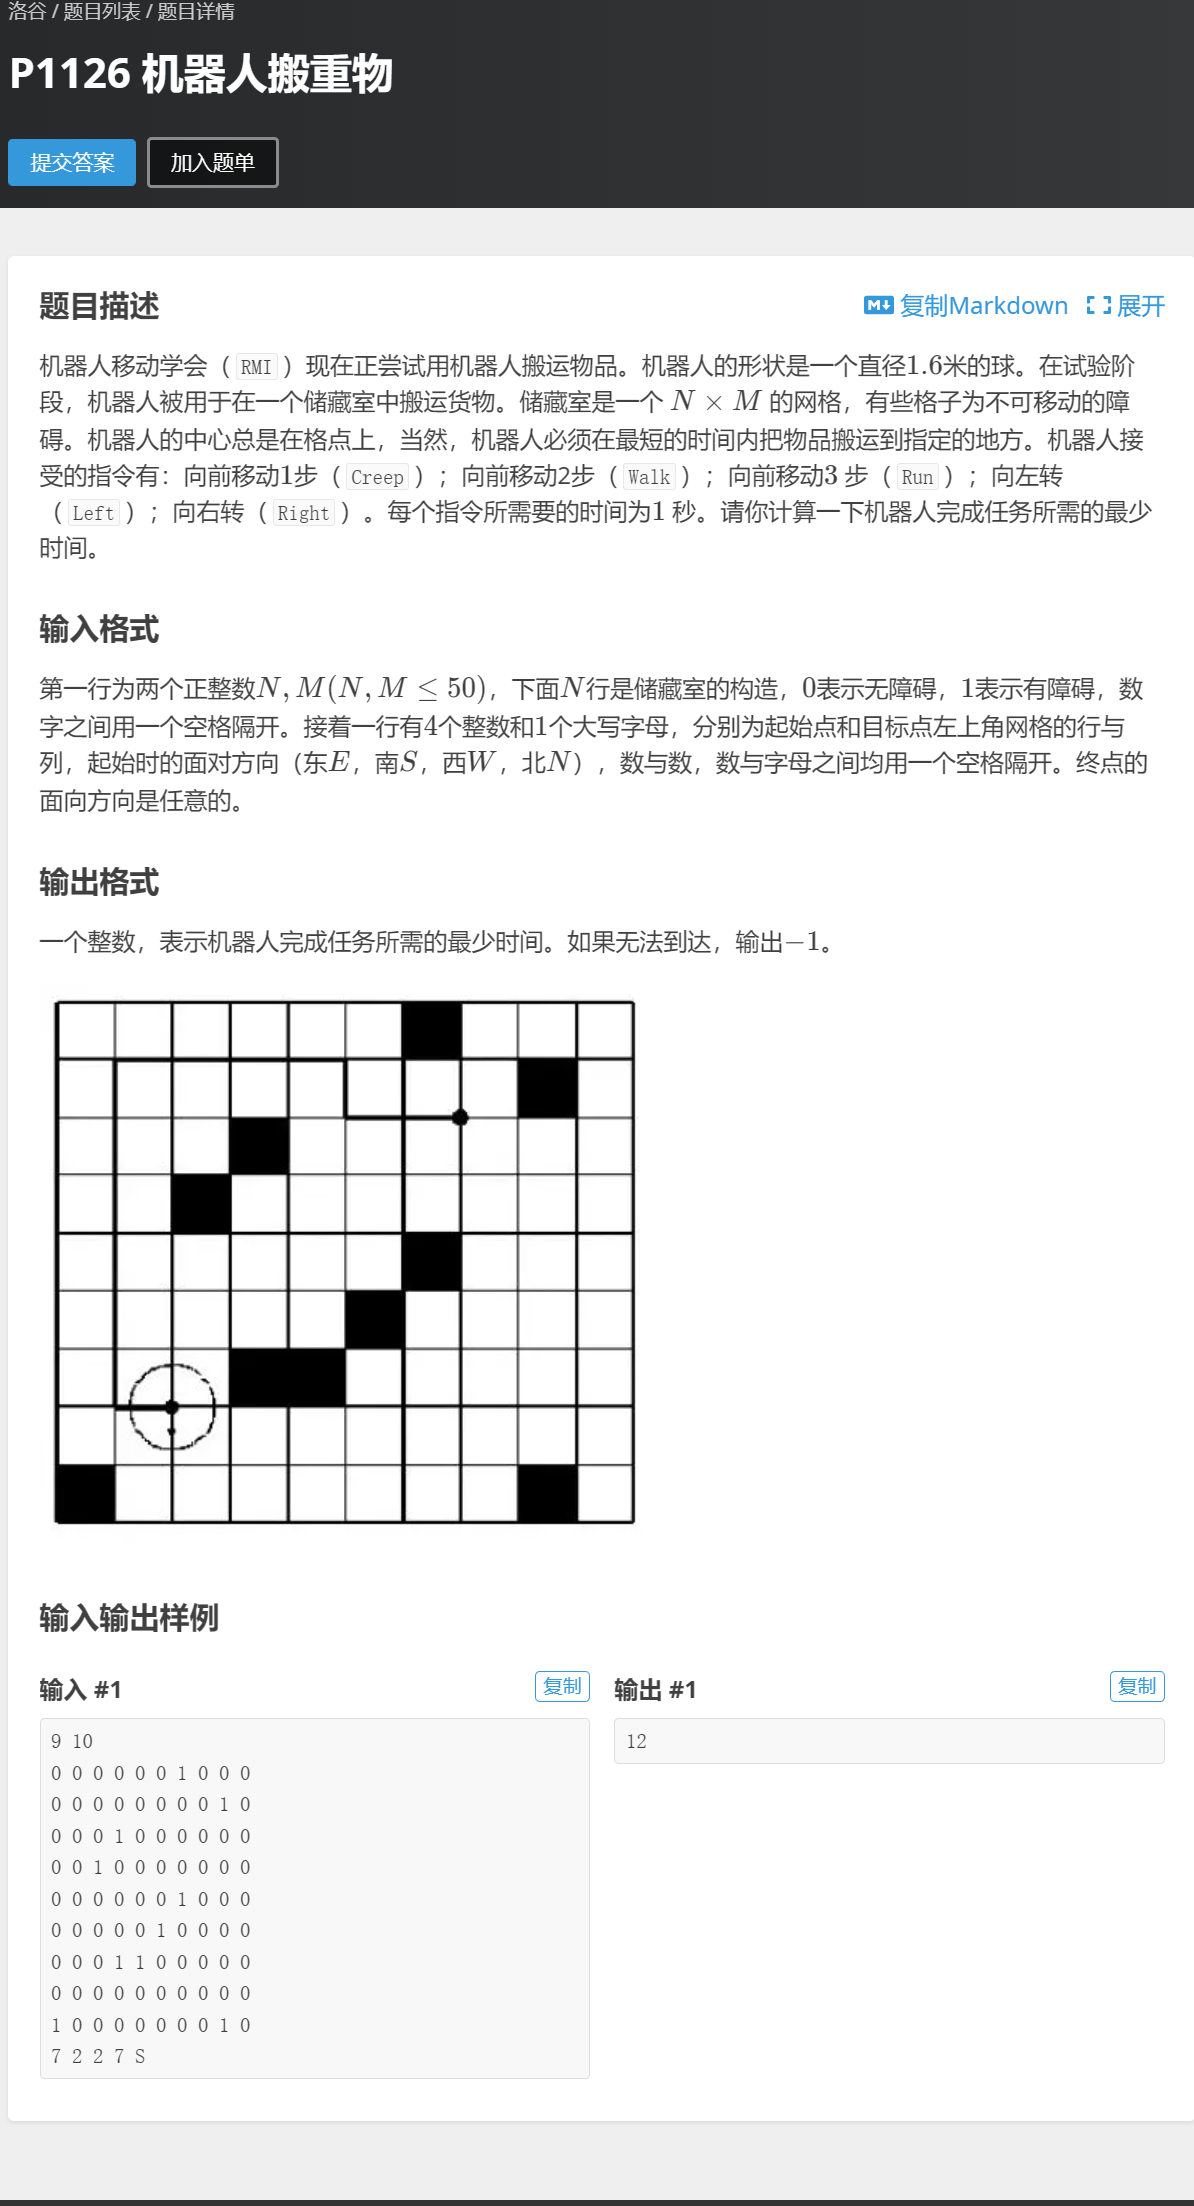 洛谷 / 题目列表 / 题目详情
P1126 机器人搬重物
提交答案 加入题单
题目描述 复制Markdown 展开
机器人移动学会（RMI）现在正尝试用机器人搬运物品。机器人的形状是一个直径1.6米的球。在试验阶
段，机器人被用于在一个储藏室中搬运货物。储藏室是一个 N × M 的网格，有些格子为不可移动的障
碍。机器人的中心总是在格点上，当然，机器人必须在最短的时间内把物品搬运到指定的地方。机器人接
受的指令有：向前移动1步（Creep）；向前移动2步（Walk）；向前移动3 步（Run）；向左转
（Left）；向右转（Right）。每个指令所需要的时间为1 秒。请你计算一下机器人完成任务所需的最少
时间。
输入格式
第一行为两个正整数N, M(N, M ≤ 50)，下面N行是储藏室的构造，0表示无障碍，1表示有障碍，数
字之间用一个空格隔开。接着一行有4个整数和1个大写字母，分别为起始点和目标点左上角网格的行与
列，起始时的面对方向（东E，南S，西W，北N），数与数，数与字母之间均用一个空格隔开。终点的
面向方向是任意的。
输出格式
一个整数，表示机器人完成任务所需的最少时间。如果无法到达，输出−1。
输入输出样例
输入 #1 复制 输出 #1 复制
9 10
0 0 0 0 0 0 1 0 0 0
0 0 0 0 0 0 0 0 1 0
0 0 0 1 0 0 0 0 0 0
0 0 1 0 0 0 0 0 0 0
0 0 0 0 0 0 1 0 0 0
0 0 0 0 0 1 0 0 0 0
0 0 0 1 1 0 0 0 0 0
0 0 0 0 0 0 0 0 0 0
1 0 0 0 0 0 0 0 1 0
7 2 2 7 S
12